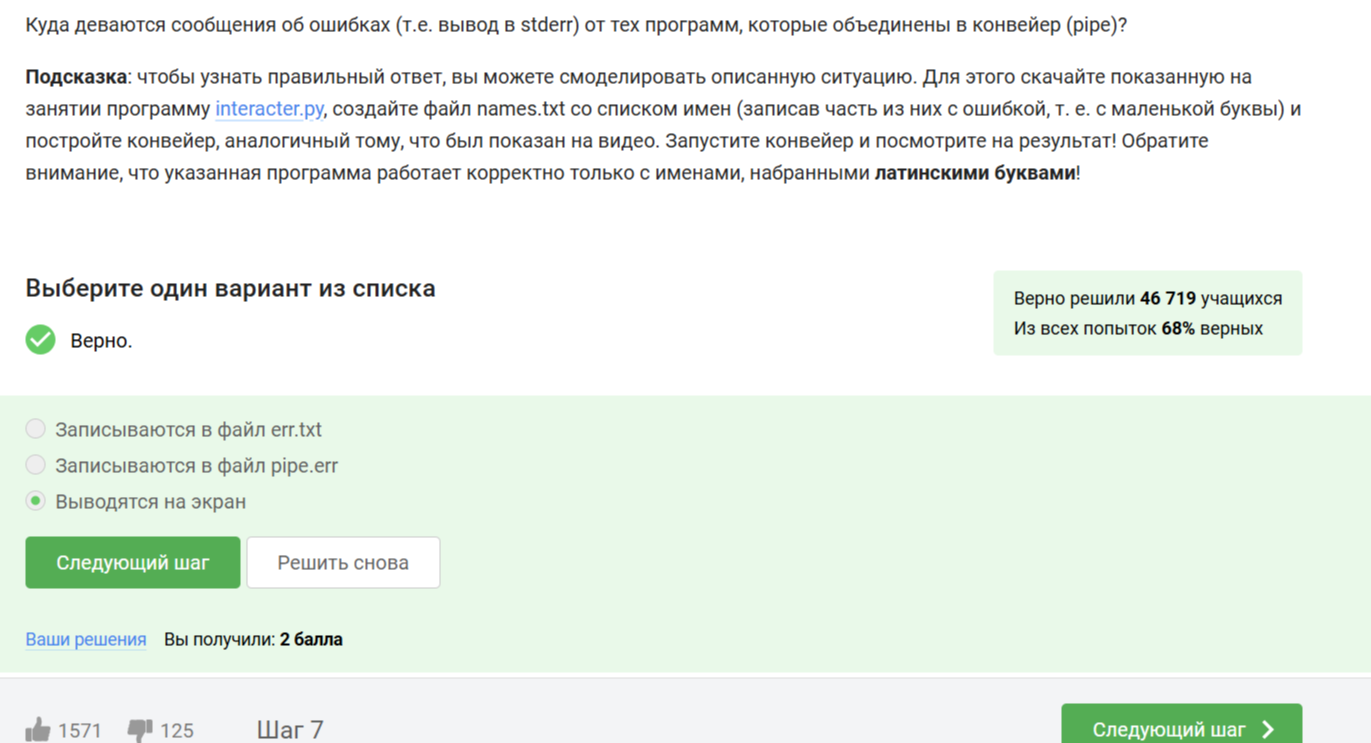 Куда деваются сообщения об ошибках (т.е. вывод в stderr) от тех программ, которые объединены в конвейер (pipe)?
Подсказка: чтобы узнать правильный ответ, вы можете смоделировать описанную ситуацию. Для этого скачайте показанную на
занятии программу interacter.py, создайте файл names.txt со списком имен (записав часть из них с ошибкой, т. е. с маленькой буквы) и
постройте конвейер, аналогичный тому, что был показан на видео. Запустите конвейер и посмотрите на результат! Обратите
внимание, что указанная программа работает корректно только с именами, набранными латинскими буквами!
Выберите один вариант из списка
Верно.
Верно решили 46 719 учащихся
Из всех попыток 68% верных
Записываются в файл err.txt
Записываются в файл pipe.err
Выводятся на экран
Следующий шаг
Решить снова
Ваши решения Вы получили: 2 балла
1571 125 Шаг 7
Следующий шаг